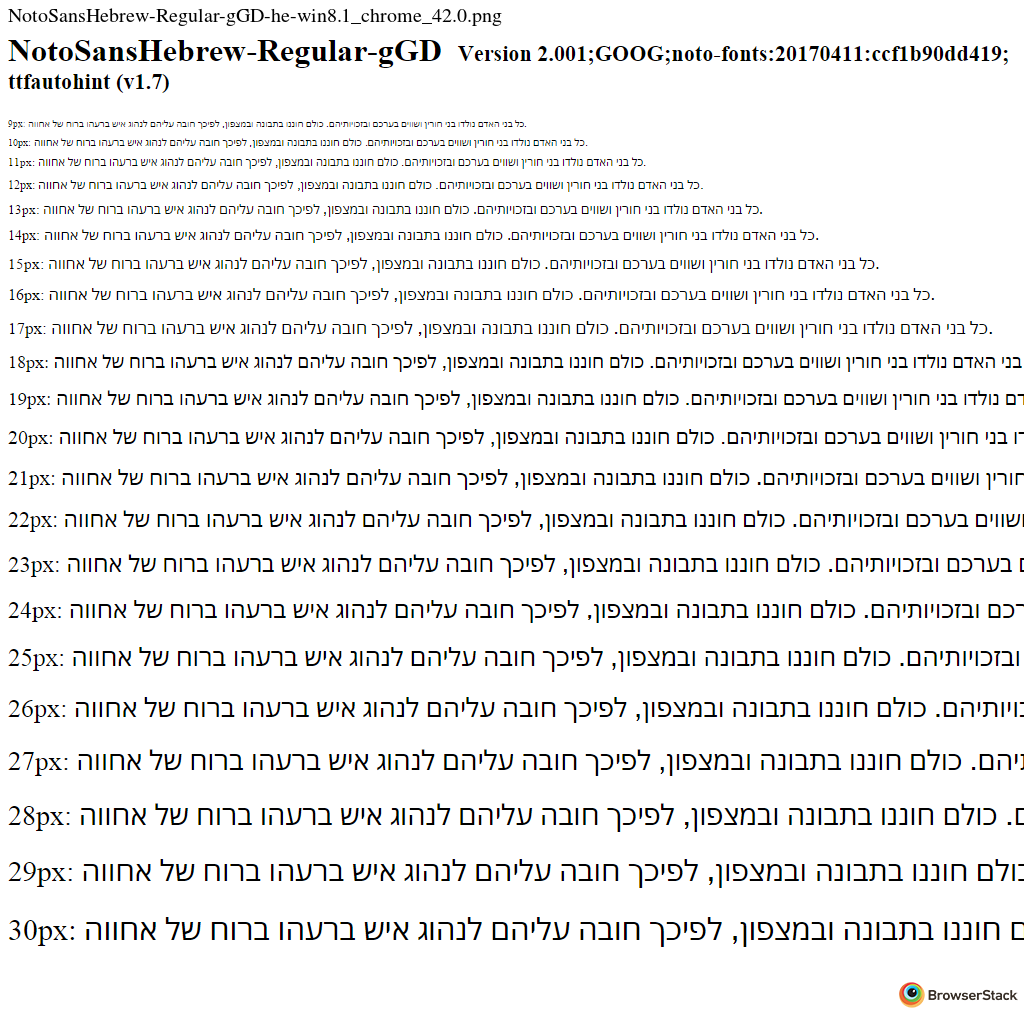 NotoSansHebrew-Regular-gGD-he-win8.1_chrome_42.0.png
NotoSansHebrew-Regular-gGD Version 2.001;GOOG;noto-fonts:20170411:ccf1b90dd419;
ttfautohint (v1.7)
9px: כל בני האדם נולדו בני חורין ושווים בערכם ובזכויותיהם. כולם חוננו בתבונה ובמצפון, לפיכך חובה עליהם לנהוג איש ברעהו ברוח של אחווה.
10px: כל בני האדם נולדו בני חורין ושווים בערכם ובזכויותיהם. כולם חוננו בתבונה ובמצפון, לפיכך חובה עליהם לנהוג איש ברעהו ברוח של אחווה.
11px: כל בני האדם נולדו בני חורין ושווים בערכם ובזכויותיהם. כולם חוננו בתבונה ובמצפון, לפיכך חובה עליהם לנהוג איש ברעהו ברוח של אחווה.
12px: כל בני האדם נולדו בני חורין ושווים בערכם ובזכויותיהם. כולם חוננו בתבונה ובמצפון, לפיכך חובה עליהם לנהוג איש ברעהו ברוח של אחווה.
13px: כל בני האדם נולדו בני חורין ושווים בערכם ובזכויותיהם. כולם חוננו בתבונה ובמצפון, לפיכך חובה עליהם לנהוג איש ברעהו ברוח של אחווה.
14px: כל בני האדם נולדו בני חורין ושווים בערכם ובזכויותיהם. כולם חוננו בתבונה ובמצפון, לפיכך חובה עליהם לנהוג איש ברעהו ברוח של אחווה.
15px: כל בני האדם נולדו בני חורין ושווים בערכם ובזכויותיהם. כולם חוננו בתבונה ובמצפון, לפיכך חובה עליהם לנהוג איש ברעהו ברוח של אחווה.
16px: כל בני האדם נולדו בני חורין ושווים בערכם ובזכויותיהם. כולם חוננו בתבונה ובמצפון, לפיכך חובה עליהם לנהוג איש ברעהו ברוח של אחווה.
17px: כל בני האדם נולדו בני חורין ושווים בערכם ובזכויותיהם. כולם חוננו בתבונה ובמצפון, לפיכך חובה עליהם לנהוג איש ברעהו ברוח של אחווה.
18px: בני האדם נולדו בני חורין ושווים בערכם ובזכויותיהם. כולם חוננו בתבונה ובמצפון, לפיכך חובה עליהם לנהוג איש ברעהו ברוח של אחווה
19px: דם נולדו בני חורין ושווים בערכם ובזכויותיהם. כולם חוננו בתבונה ובמצפון, לפיכך חובה עליהם לנהוג איש ברעהו ברוח של אחווה
20px: דו בני חורין ושווים בערכם ובזכויותיהם. כולם חוננו בתבונה ובמצפון, לפיכך חובה עליהם לנהוג איש ברעהו ברוח של אחווה
21px: חורין ושווים בערכם ובזכויותיהם. כולם חוננו בתבונה ובמצפון, לפיכך חובה עליהם לנהוג איש ברעהו ברוח של אחווה
22px: ושווים בערכם ובזכויותיהם. כולם חוננו בתבונה ובמצפון, לפיכך חובה עליהם לנהוג איש ברעהו ברוח של אחווה
23px: בערכם ובזכויותיהם. כולם חוננו בתבונה ובמצפון, לפיכך חובה עליהם לנהוג איש ברעהו ברוח של אחווה
24px: רכם ובזכויותיהם. כולם חוננו בתבונה ובמצפון, לפיכך חובה עליהם לנהוג איש ברעהו ברוח של אחווה
25px: ובזכויותיהם. כולם חוננו בתבונה ובמצפון, לפיכך חובה עליהם לנהוג איש ברעהו ברוח של אחווה
26px: כויותיהם. כולם חוננו בתבונה ובמצפון, לפיכך חובה עליהם לנהוג איש ברעהו ברוח של אחווה
27px: יהם. כולם חוננו בתבונה ובמצפון, לפיכך חובה עליהם לנהוג איש ברעהו ברוח של אחווה
28px: ם. כולם חוננו בתבונה ובמצפון, לפיכך חובה עליהם לנהוג איש ברעהו ברוח של אחווה
29px: כולם חוננו בתבונה ובמצפון, לפיכך חובה עליהם לנהוג איש ברעהו ברוח של אחווה
30px: ם חוננו בתבונה ובמצפון, לפיכך חובה עליהם לנהוג איש ברעהו ברוח של אחווה
BrowserStack